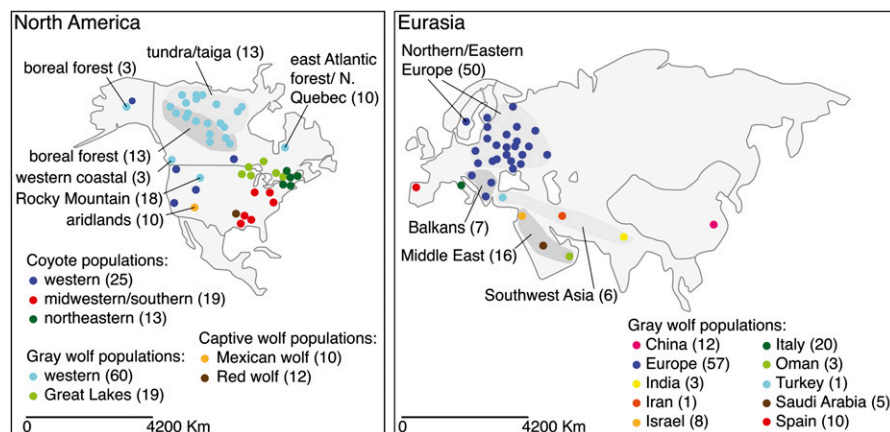 North America
tundra/taiga (13)
boreal forest (3)
east Atlantic
forest/ N.
Quebec (10)
boreal forest (13)
western coastal (3)
Rocky Mountain (18)
aridlands (10)
Coyote populations:
western (25)
midwestern/southern (19)
northeastern (13)
Gray wolf populations:
western (60)
Great Lakes (19)
Captive wolf populations:
Mexican wolf (10)
Red wolf (12)
0
4200 Km
Eurasia
Northern/Eastern
Europe (50)
Balkans (7)
Middle East (16)
Southwest Asia (6)
Gray wolf populations:
China (12)
Europe (57)
India (3)
Iran (1)
Israel (8)
Italy (20)
Oman (3)
Turkey (1)
Saudi Arabia (5)
Spain (10)
0
4200 Km